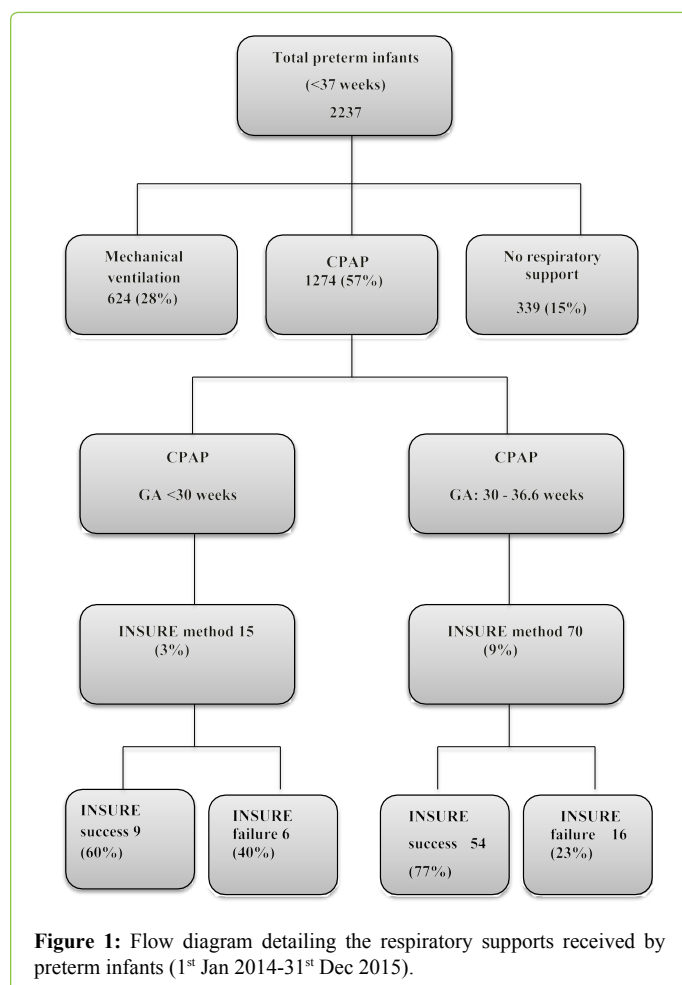 Total preterm infants
(<37 weeks)
2237
Mechanical
ventilation
624 (28%)
CPAP
1274 (57%)
No respiratory
support
339 (15%)
CPAP
GA <30 weeks
CPAP
GA: 30 - 36.6 weeks
INSURE method 15
(3%)
INSURE method 70
(9%)
INSURE
success 9
(60%)
INSURE
failure 6
(40%)
INSURE
success 54
(77%)
INSURE
failure 16
(23%)
Figure 1: Flow diagram detailing the respiratory supports received by
preterm infants (1st Jan 2014-31st Dec 2015).